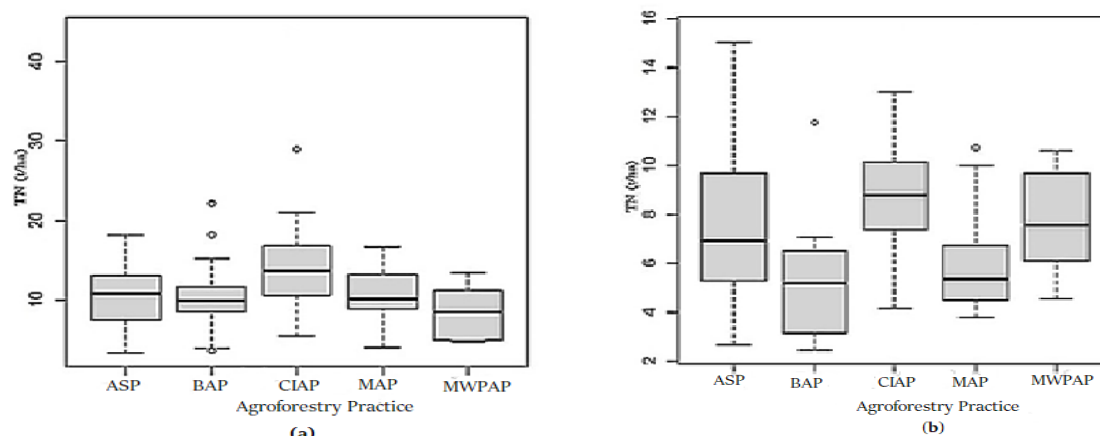 40
30
20
10
TN (t/ha)
ASP BAP CIAP MAP MWPAP
Agroforestry Practice
(a)
16
14
12
10
8
6
4
2
TN (t/ha)
ASP BAP CIAP MAP MWPAP
Agroforestry Practice
(b)